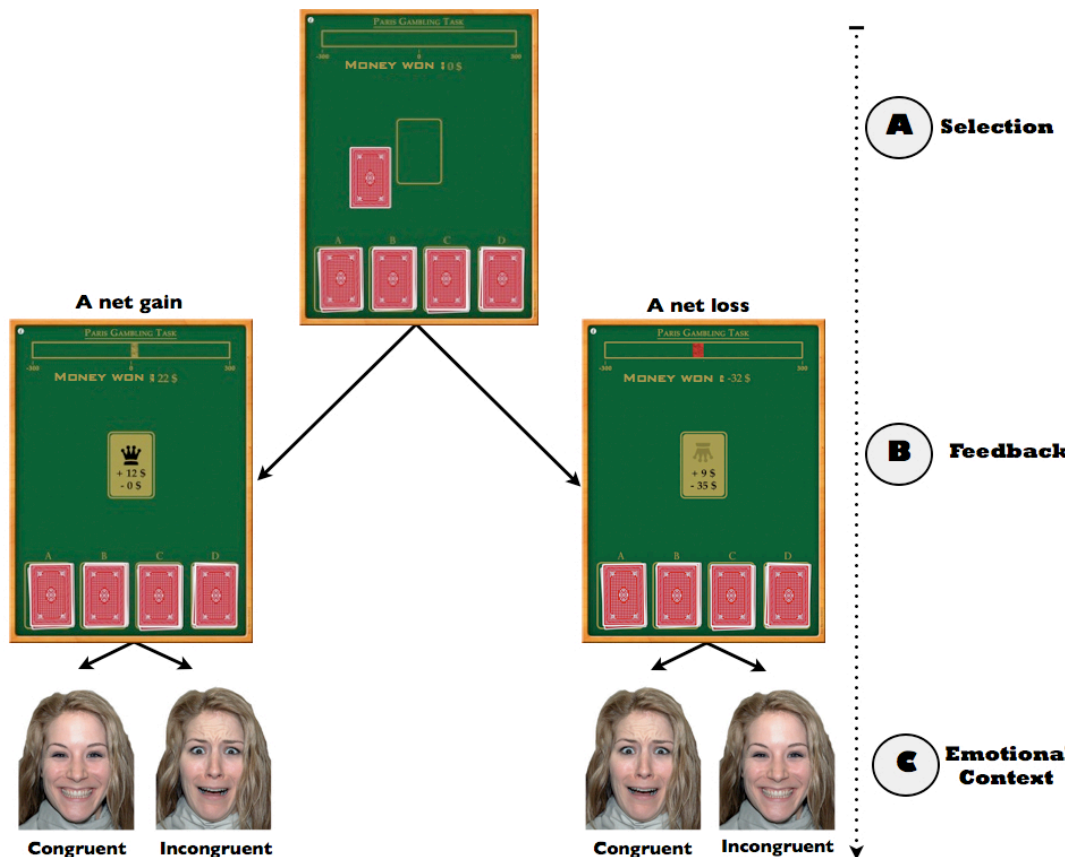 PARIS GAMBLING TASK
-300 0 300
MONEY WON : 0 $
A Selection
A B C D
A net gain
A net loss
PARIS GAMBLING TASK
-300 0 300
MONEY WON : 22 $
+ 12 $
- 0 $
A B C D
PARIS GAMBLING TASK
-300 0 300
MONEY WON : -32 $
+ 9 $
- 35 $
A B C D
B Feedback
Congruent Incongruent
Congruent Incongruent
C Emotional
Context